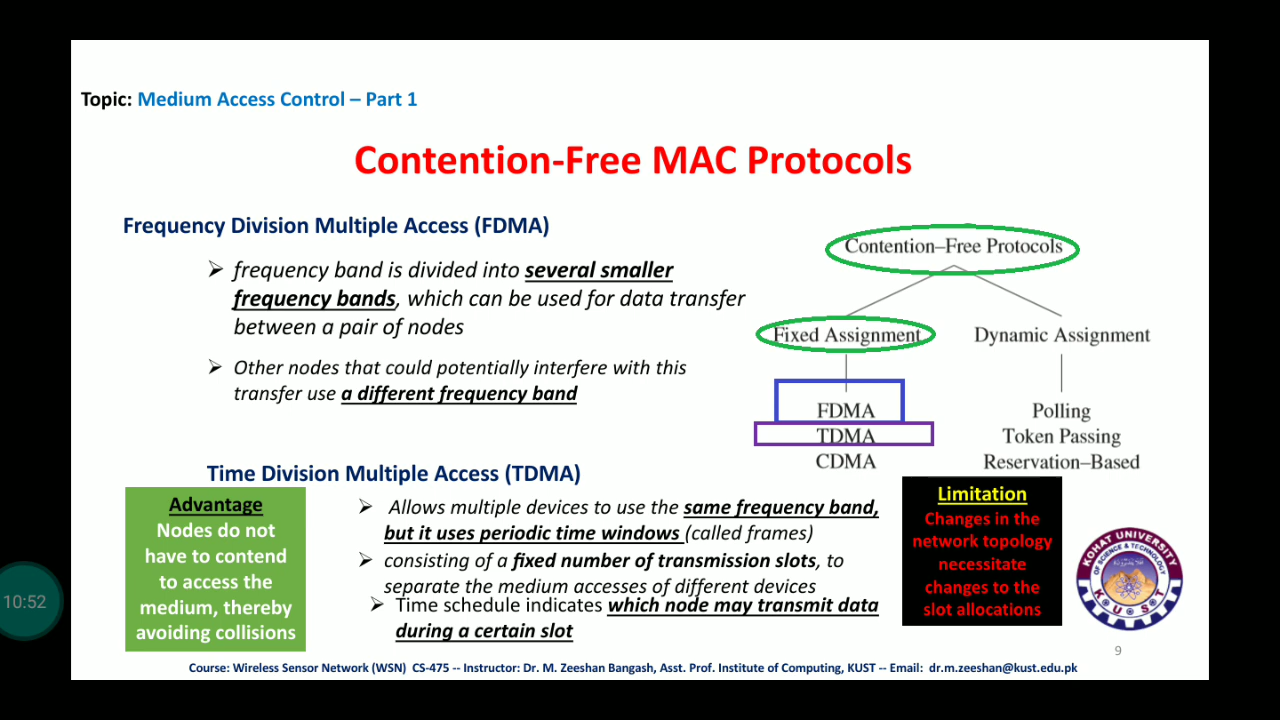 Topic: Medium Access Control – Part 1
Contention-Free MAC Protocols
Frequency Division Multiple Access (FDMA)
➢ frequency band is divided into several smaller
frequency bands, which can be used for data transfer
between a pair of nodes
➢ Other nodes that could potentially interfere with this
transfer use a different frequency band
Contention–Free Protocols
Fixed Assignment
Dynamic Assignment
FDMA
TDMA
CDMA
Polling
Token Passing
Reservation–Based
Time Division Multiple Access (TDMA)
Advantage
Nodes do not
have to contend
to access the
medium, thereby
avoiding collisions
➢ Allows multiple devices to use the same frequency band,
but it uses periodic time windows (called frames)
➢ consisting of a fixed number of transmission slots, to
separate the medium accesses of different devices
➢ Time schedule indicates which node may transmit data
during a certain slot
Limitation
Changes in the
network topology
necessitate
changes to the
slot allocations
KOHAT UNIVERSITY
OF SCIENCE & TECHNOLOGY
K U S T
10:52
9
Course: Wireless Sensor Network (WSN) CS-475 -- Instructor: Dr. M. Zeeshan Bangash, Asst. Prof. Institute of Computing, KUST -- Email: dr.m.zeeshan@kust.edu.pk